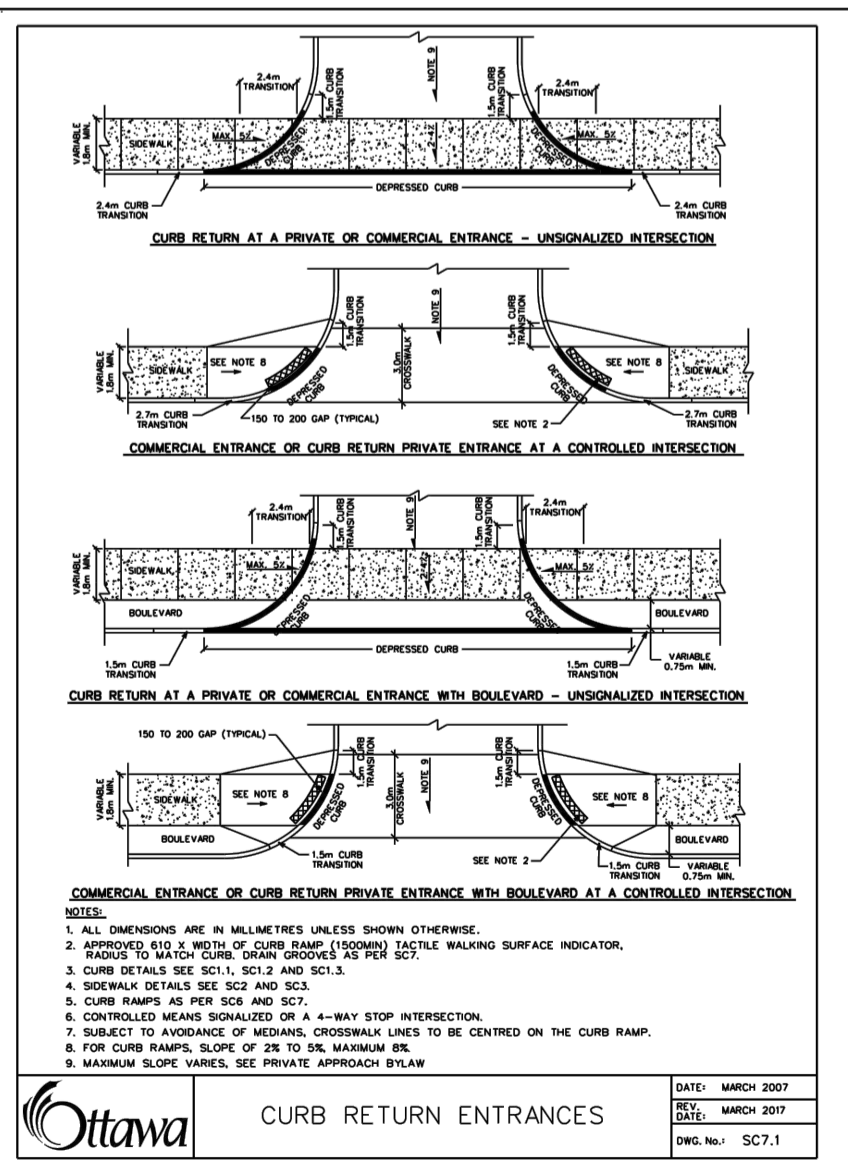 2.4m
TRANSITION
1.5m CURB
TRANSITION
NOTE 9
1.5m CURB
TRANSITION
2.4m
TRANSITION
VARIABLE
1.8m MIN.
SIDEWALK
MAX. 5%
DEPRESSED
CURB
2-4%
DEPRESSED
CURB
MAX. 5%
DEPRESSED CURB
2.4m CURB
TRANSITION
2.4m CURB
TRANSITION
CURB RETURN AT A PRIVATE OR COMMERCIAL ENTRANCE - UNSIGNALIZED INTERSECTION
1.5m CURB
TRANSITION
NOTE 9
1.5m CURB
TRANSITION
VARIABLE
1.8m MIN.
SIDEWALK
SEE NOTE 8
DEPRESSED
CURB
3.0m
CROSSWALK
DEPRESSED
CURB
SEE NOTE 8
SIDEWALK
2.7m CURB
TRANSITION
150 TO 200 GAP (TYPICAL)
SEE NOTE 2
2.7m CURB
TRANSITION
COMMERCIAL ENTRANCE OR CURB RETURN PRIVATE ENTRANCE AT A CONTROLLED INTERSECTION
2.4m
TRANSITION
1.5m CURB
TRANSITION
NOTE 9
1.5m CURB
TRANSITION
2.4m
TRANSITION
VARIABLE
1.8m MIN.
SIDEWALK
MAX. 5%
2-4%
MAX. 5%
BOULEVARD
DEPRESSED
CURB
DEPRESSED
CURB
BOULEVARD
DEPRESSED CURB
1.5m CURB
TRANSITION
1.5m CURB
TRANSITION
VARIABLE
0.75m MIN.
CURB RETURN AT A PRIVATE OR COMMERCIAL ENTRANCE WITH BOULEVARD - UNSIGNALIZED INTERSECTION
150 TO 200 GAP (TYPICAL)
1.5m CURB
TRANSITION
NOTE 9
1.5m CURB
TRANSITION
VARIABLE
1.8m MIN.
SIDEWALK
SEE NOTE 8
DEPRESSED
CURB
3.0m
CROSSWALK
DEPRESSED
CURB
SEE NOTE 8
BOULEVARD
BOULEVARD
1.5m CURB
TRANSITION
SEE NOTE 2
1.5m CURB
TRANSITION
VARIABLE
0.75m MIN.
COMMERCIAL ENTRANCE OR CURB RETURN PRIVATE ENTRANCE WITH BOULEVARD AT A CONTROLLED INTERSECTION
NOTES:
1. ALL DIMENSIONS ARE IN MILLIMETRES UNLESS SHOWN OTHERWISE.
2. APPROVED 610 X WIDTH OF CURB RAMP (1500MIN) TACTILE WALKING SURFACE INDICATOR,
RADIUS TO MATCH CURB. DRAIN GROOVES AS PER SC7.
3. CURB DETAILS SEE SC1.1, SC1.2 AND SC1.3.
4. SIDEWALK DETAILS SEE SC2 AND SC3.
5. CURB RAMPS AS PER SC6 AND SC7.
6. CONTROLLED MEANS SIGNALIZED OR A 4-WAY STOP INTERSECTION.
7. SUBJECT TO AVOIDANCE OF MEDIANS, CROSSWALK LINES TO BE CENTRED ON THE CURB RAMP.
8. FOR CURB RAMPS, SLOPE OF 2% TO 5%, MAXIMUM 8%.
9. MAXIMUM SLOPE VARIES, SEE PRIVATE APPROACH BYLAW
Ottawa
CURB RETURN ENTRANCES
DATE: MARCH 2007
REV.
DATE: MARCH 2017
DWG. No.: SC7.1